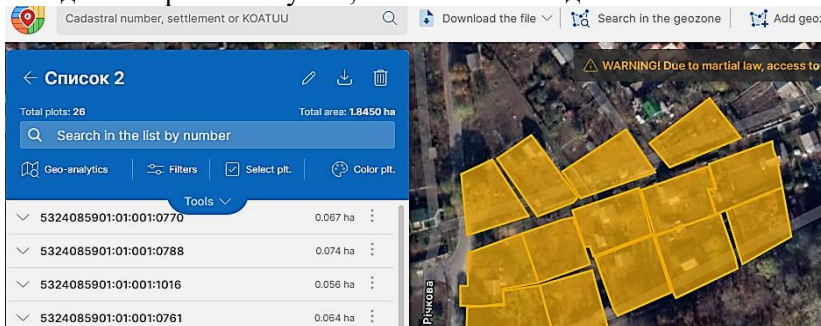 Cadastral number, settlement or KOATUU
Download the file
Search in the geozone
Add geoz
← Список 2
Total plots: 26
Total area: 1.8450 ha
Search in the list by number
Geo-analytics
Filters
Select plt.
Color plt.
Tools
5324085901:01:001:0770
0.067 ha
5324085901:01:001:0788
0.074 ha
5324085901:01:001:1016
0.056 ha
5324085901:01:001:0761
0.064 ha
WARNING! Due to martial law, access to
Річкова